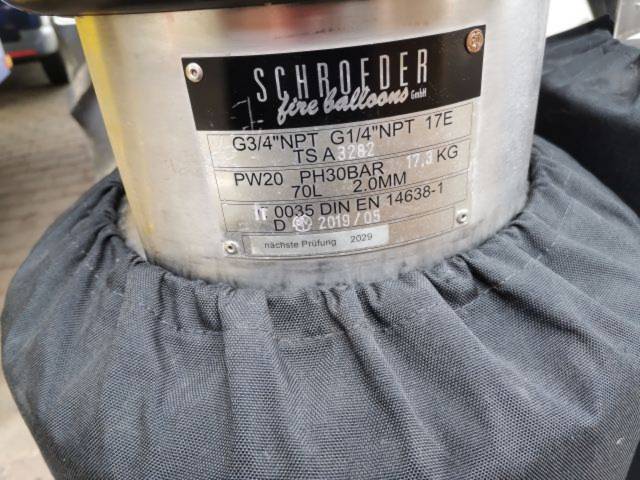 SCHROEDER
fire balloons GmbH
G3/4"NPT G1/4"NPT 17E
TS A3282 17,3 KG
PW20 PH30BAR
70L 2.0MM
0035 DIN EN 14638-1
D 2019/05
nächste Prüfung 2029